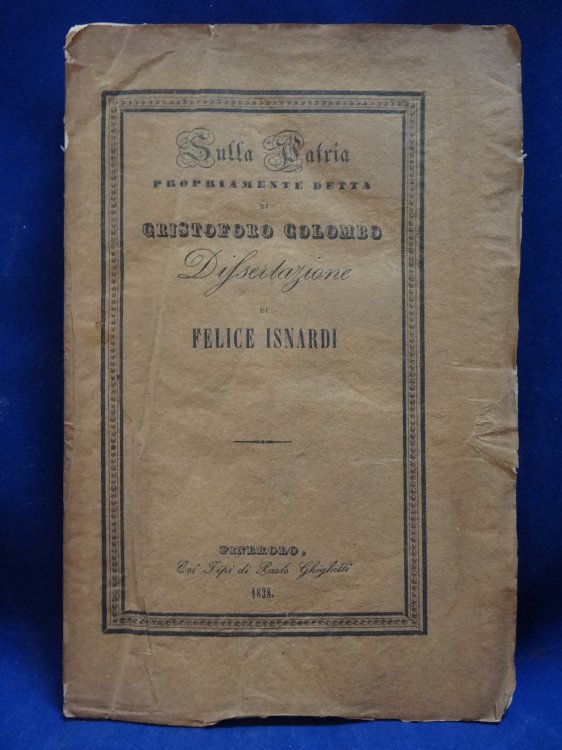 Sulla Patria
PROPRIAMENTE DETTA
DI
CRISTOFORO COLOMBO
Dissertazione
DI
FELICE ISNARDI
PINEROLO,
Coi Tipi di Paolo Ghighetti
1838.